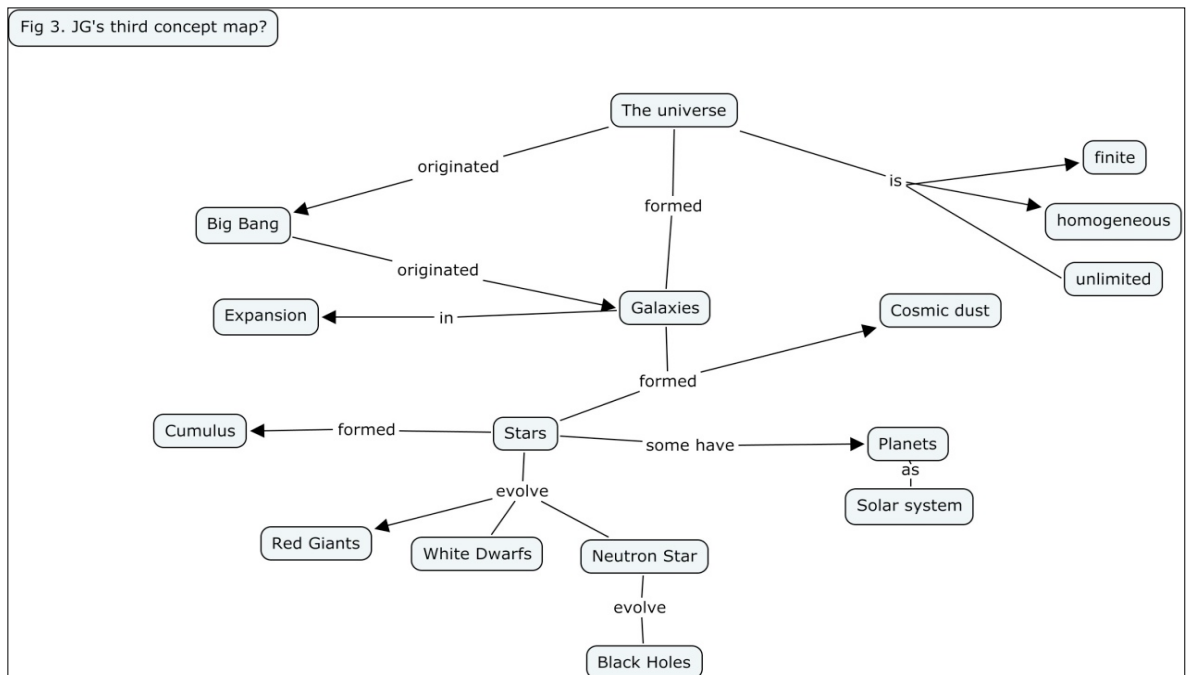 Fig 3. JG's third concept map?
The universe
originated
finite
is
formed
homogeneous
Big Bang
originated
unlimited
Expansion
in
Galaxies
Cosmic dust
formed
Cumulus
formed
Stars
some have
Planets
as
evolve
Solar system
Red Giants
White Dwarfs
Neutron Star
evolve
Black Holes